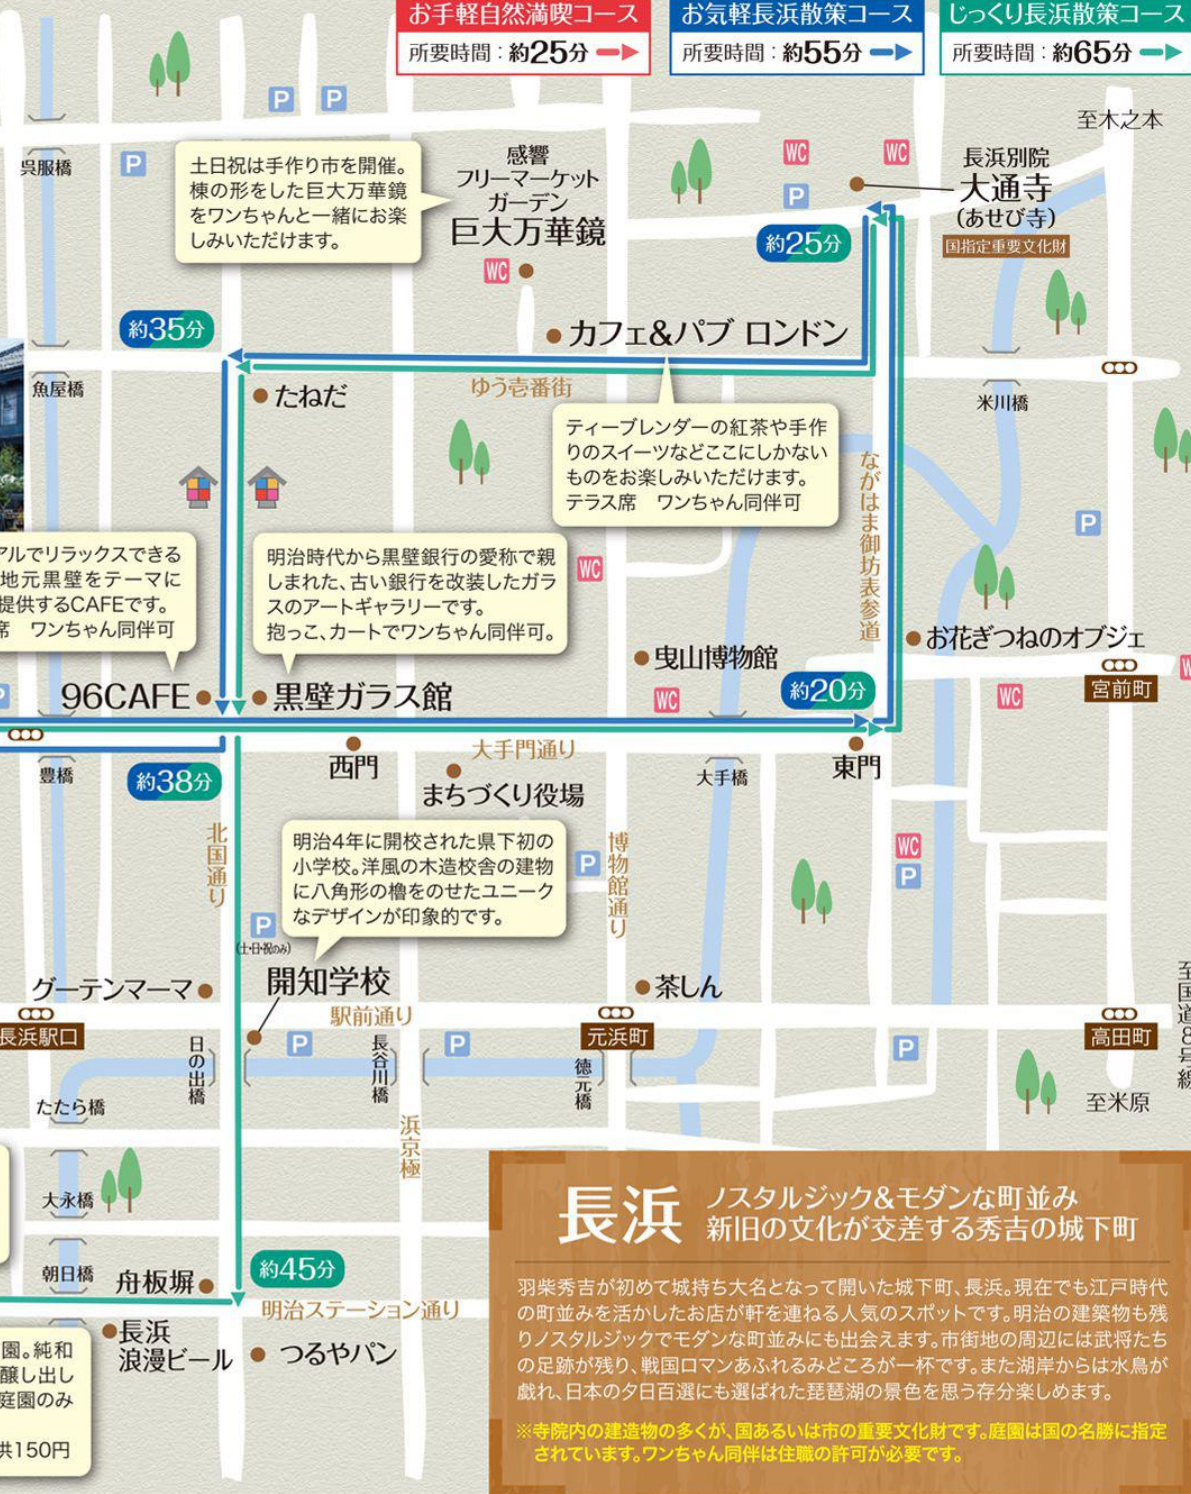 お手軽自然満喫コース
所要時間：約25分
お気軽長浜散策コース
所要時間：約55分
じっくり長浜散策コース
所要時間：約65分
至木之本
P
P
呉服橋
P
土日祝は手作り市を開催。
棟の形をした巨大万華鏡
をワンちゃんと一緒にお楽
しみいただけます。
感響
フリーマーケット
ガーデン
巨大万華鏡
WC
WC
WC
P
長浜別院
大通寺
(あせび寺)
国指定重要文化財
約25分
約35分
カフェ&パブ ロンドン
魚屋橋
たねだ
ゆう壱番街
米川橋
ティーブレンダーの紅茶や手作
りのスイーツなどここにしかない
ものをお楽しみいただけます。
テラス席　ワンちゃん同伴可
ながはま御坊表参道
P
アルでリラックスできる
地元黒壁をテーマに
提供するCAFEです。
席　ワンちゃん同伴可
明治時代から黒壁銀行の愛称で親
しまれた、古い銀行を改装したガラ
スのアートギャラリーです。
抱っこ、カートでワンちゃん同伴可。
WC
お花ぎつねのオブジェ
曳山博物館
WC
約20分
WC
宮前町
96CAFE
黒壁ガラス館
豊橋
約38分
西門
大手門通り
まちづくり役場
大手橋
東門
北国通り
明治4年に開校された県下初の
小学校。洋風の木造校舎の建物
に八角形の櫓をのせたユニーク
なデザインが印象的です。
P
博物館通り
WC
P
P
(土・日・祝のみ)
グーテンマーマ
開知学校
茶しん
至国道8号線
駅前通り
長浜駅口
日の出橋
P
長谷川橋
P
元浜町
徳元橋
P
高田町
たたら橋
至米原
浜京極
大永橋
朝日橋
舟板塀
約45分
明治ステーション通り
長浜
浪漫ビール
つるやパン
園。純和
醸し出し
庭園のみ
供150円
長浜
ノスタルジック&モダンな町並み
新旧の文化が交差する秀吉の城下町
羽柴秀吉が初めて城持ち大名となって開いた城下町、長浜。現在でも江戸時代
の町並みを活かしたお店が軒を連ねる人気のスポットです。明治の建築物も残
りノスタルジックでモダンな町並みにも出会えます。市街地の周辺には武将たち
の足跡が残り、戦国ロマンあふれるみどころが一杯です。また湖岸からは水鳥が
戯れ、日本の夕日百選にも選ばれた琵琶湖の景色を思う存分楽しめます。
※寺院内の建造物の多くが、国あるいは市の重要文化財です。庭園は国の名勝に指定
されています。ワンちゃん同伴は住職の許可が必要です。